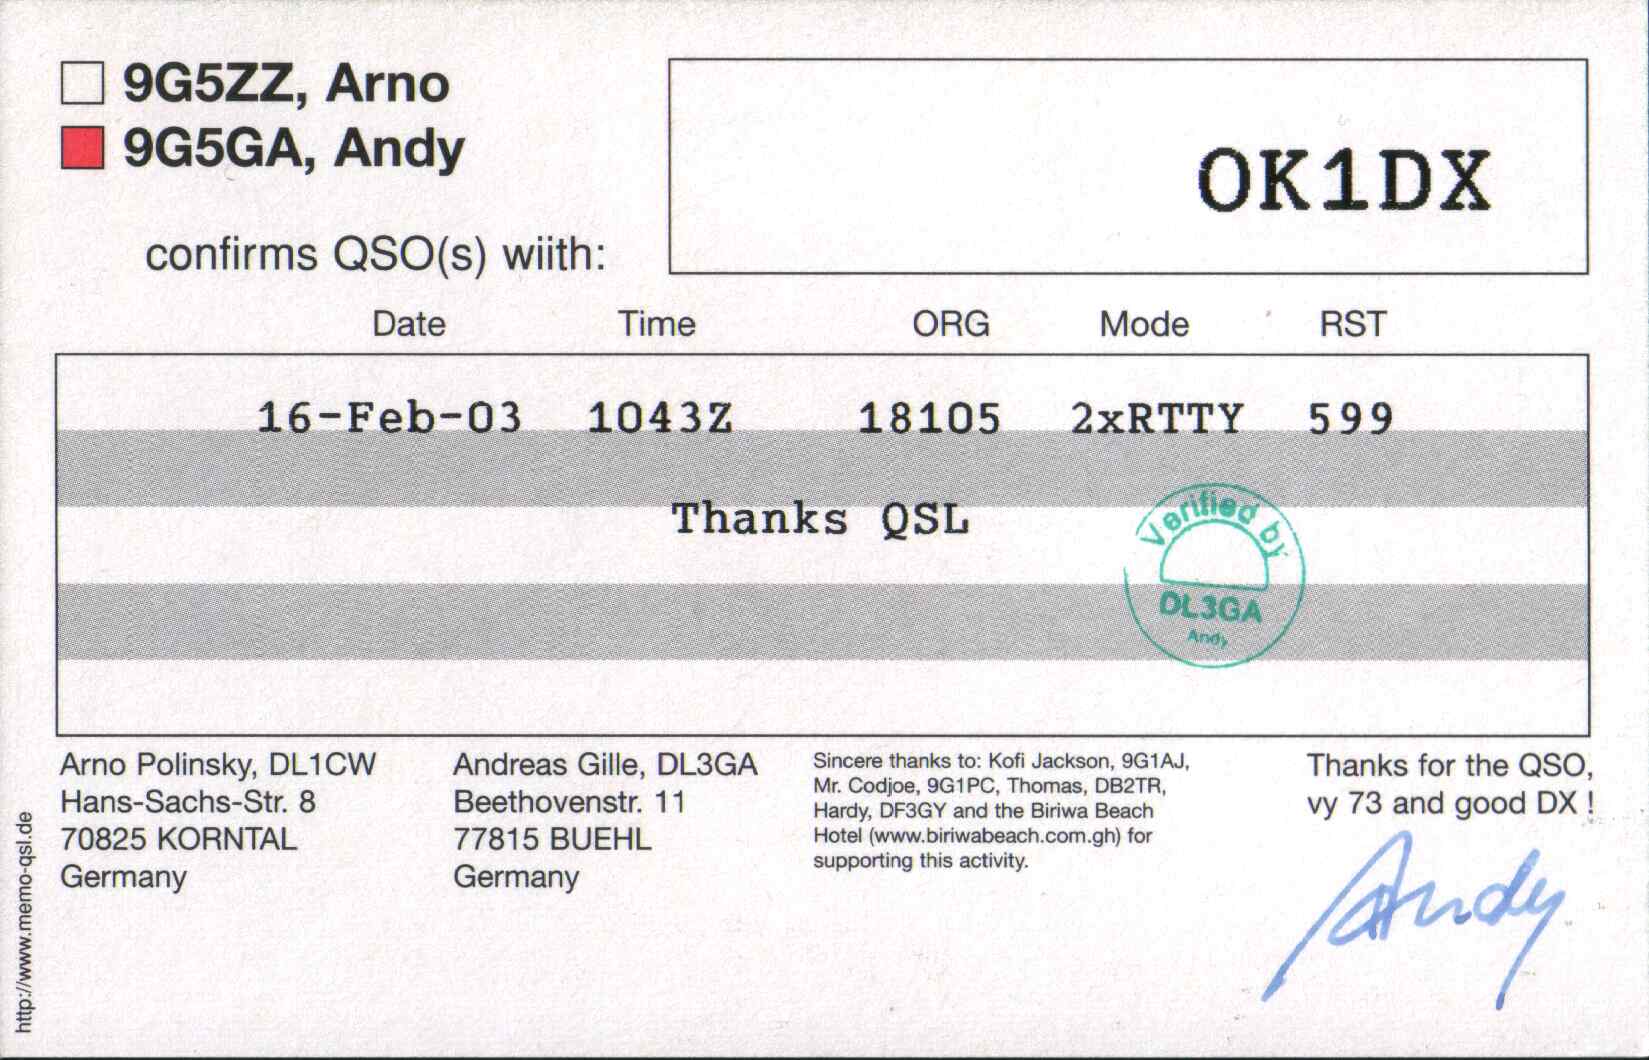 9G5ZZ, Arno
9G5GA, Andy
confirms QSO(s) wiith:
OK1DX
Date Time ORG Mode RST
16-Feb-03 1043Z 18105 2xRTTY 599
Thanks QSL
Verified by
DL3GA
Andy
Arno Polinsky, DL1CW
Hans-Sachs-Str. 8
70825 KORNTAL
Germany
Andreas Gille, DL3GA
Beethovenstr. 11
77815 BUEHL
Germany
Sincere thanks to: Kofi Jackson, 9G1AJ,
Mr. Codjoe, 9G1PC, Thomas, DB2TR,
Hardy, DF3GY and the Biriwa Beach
Hotel (www.biriwabeach.com.gh) for
supporting this activity.
Thanks for the QSO,
vy 73 and good DX !
Andy
http://www.memo-qsl.de